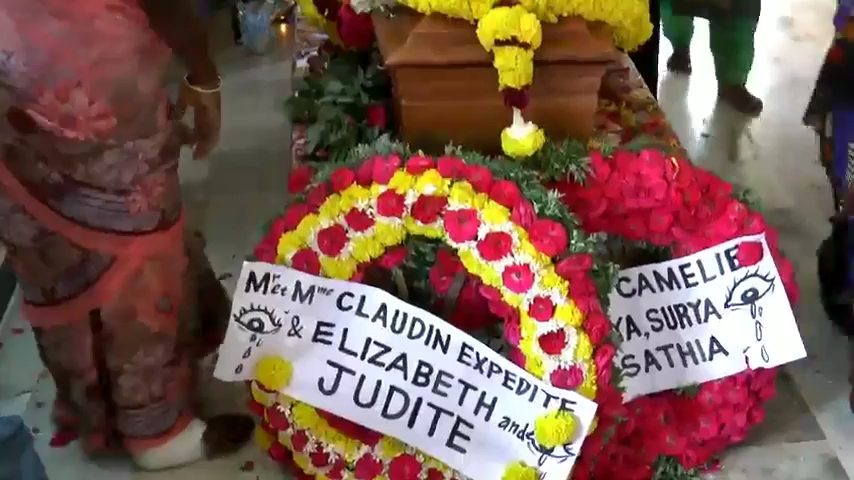 Mr et Mme CLAUDIN EXPEDITE
& ELIZABETH and
JUDITE
CAMELIE
YA, SURYA
SATHIA